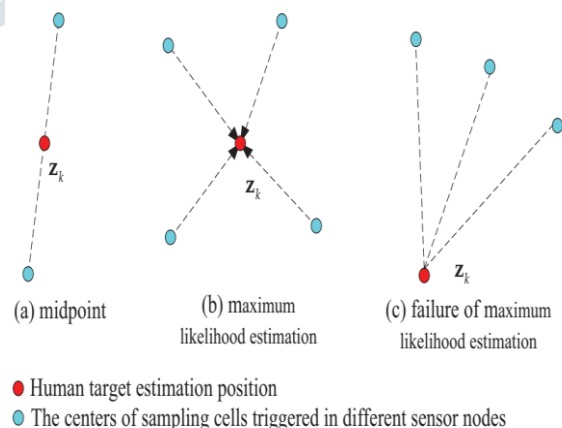 z_k
z_k
z_k
(a) midpoint
(b) maximum
likelihood estimation
(c) failure of maximum
likelihood estimation
Human target estimation position
The centers of sampling cells triggered in different sensor nodes